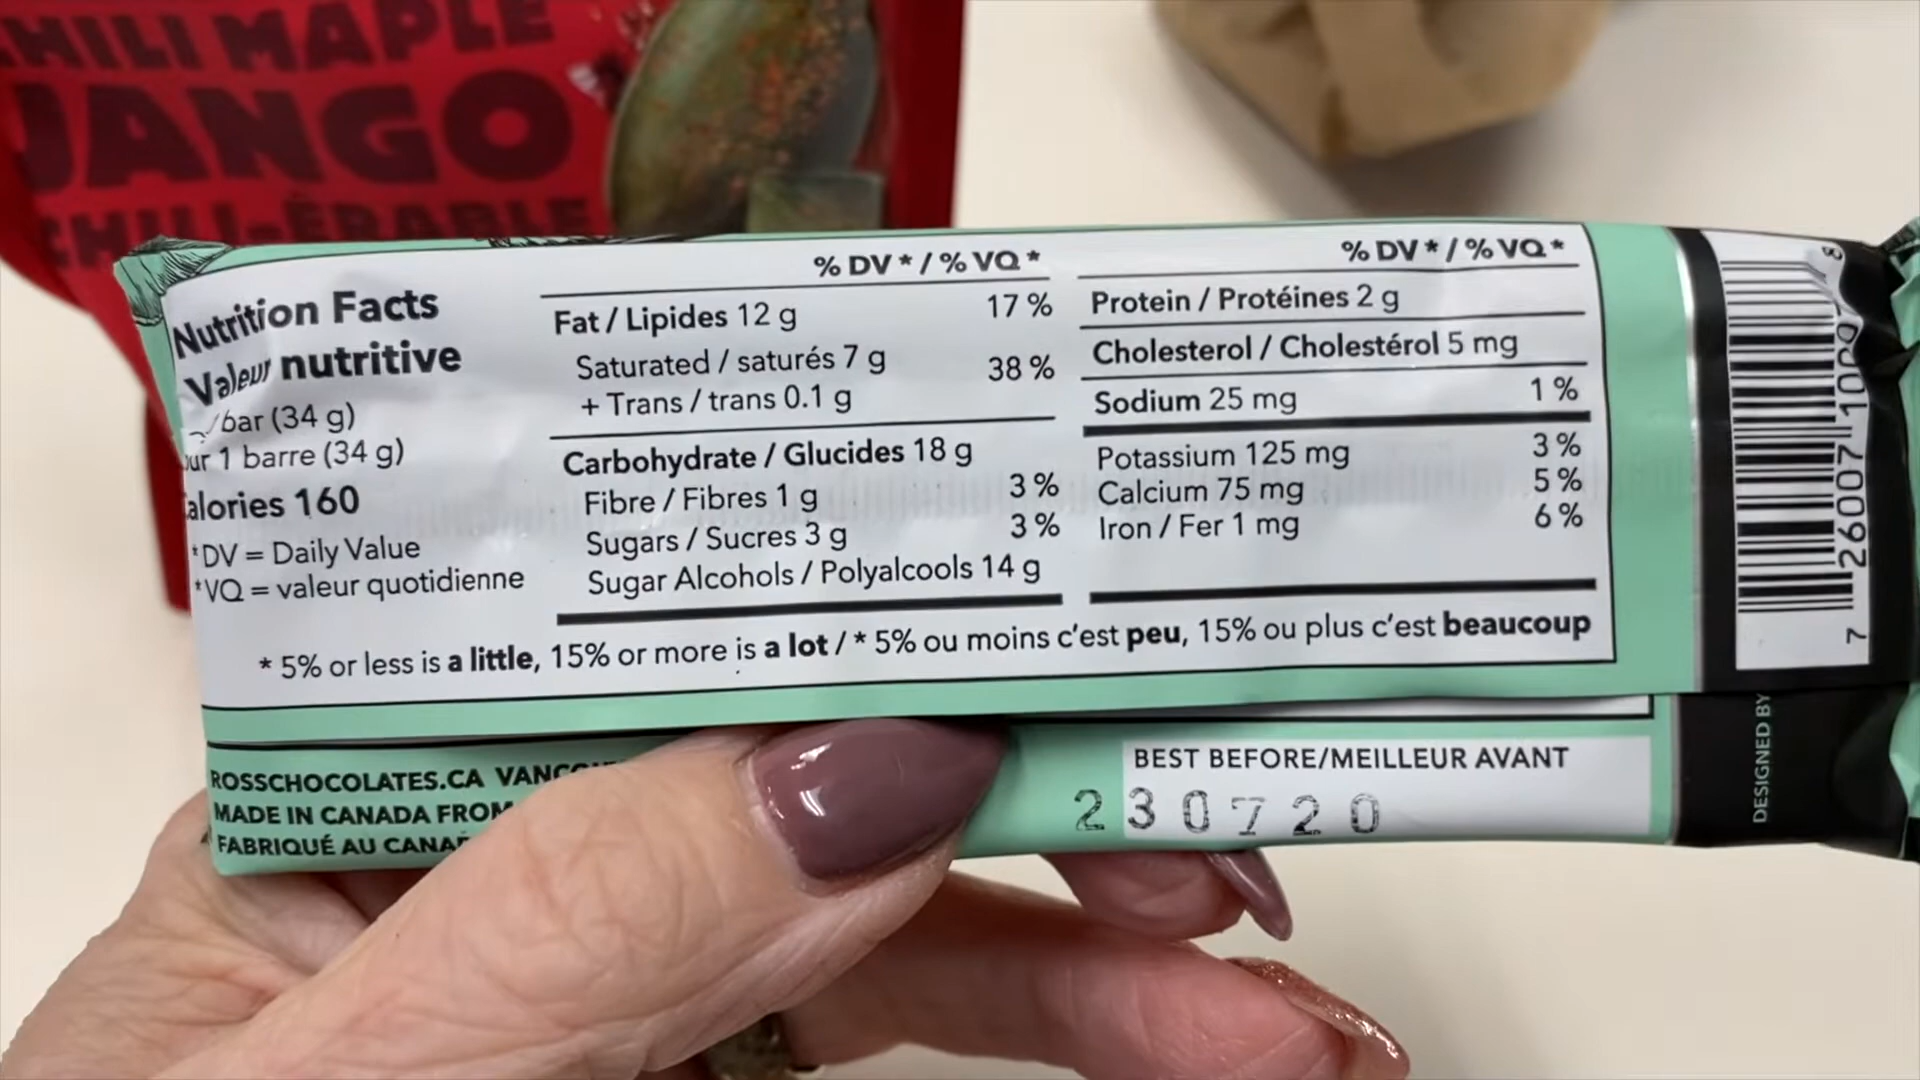 CHILI MAPLE
JANGO
CHILI-ÉRABLE
Nutrition Facts
Valeur nutritive
bar (34 g)
1 barre (34 g)
alories 160
*DV = Daily Value
*VQ = valeur quotidienne
% DV * / % VQ *
Fat / Lipides 12 g 17 %
Saturated / saturés 7 g 38 %
+ Trans / trans 0.1 g
Carbohydrate / Glucides 18 g
Fibre / Fibres 1 g 3 %
Sugars / Sucres 3 g 3 %
Sugar Alcohols / Polyalcools 14 g
% DV * / % VQ *
Protein / Protéines 2 g
Cholesterol / Cholestérol 5 mg
Sodium 25 mg 1 %
Potassium 125 mg 3 %
Calcium 75 mg 5 %
Iron / Fer 1 mg 6 %
* 5% or less is a little, 15% or more is a lot / * 5% ou moins c'est peu, 15% ou plus c'est beaucoup
ROSSCHOCOLATES.CA
MADE IN CANADA FROM
FABRIQUÉ AU
BEST BEFORE/MEILLEUR AVANT
230720
DESIGNED BY